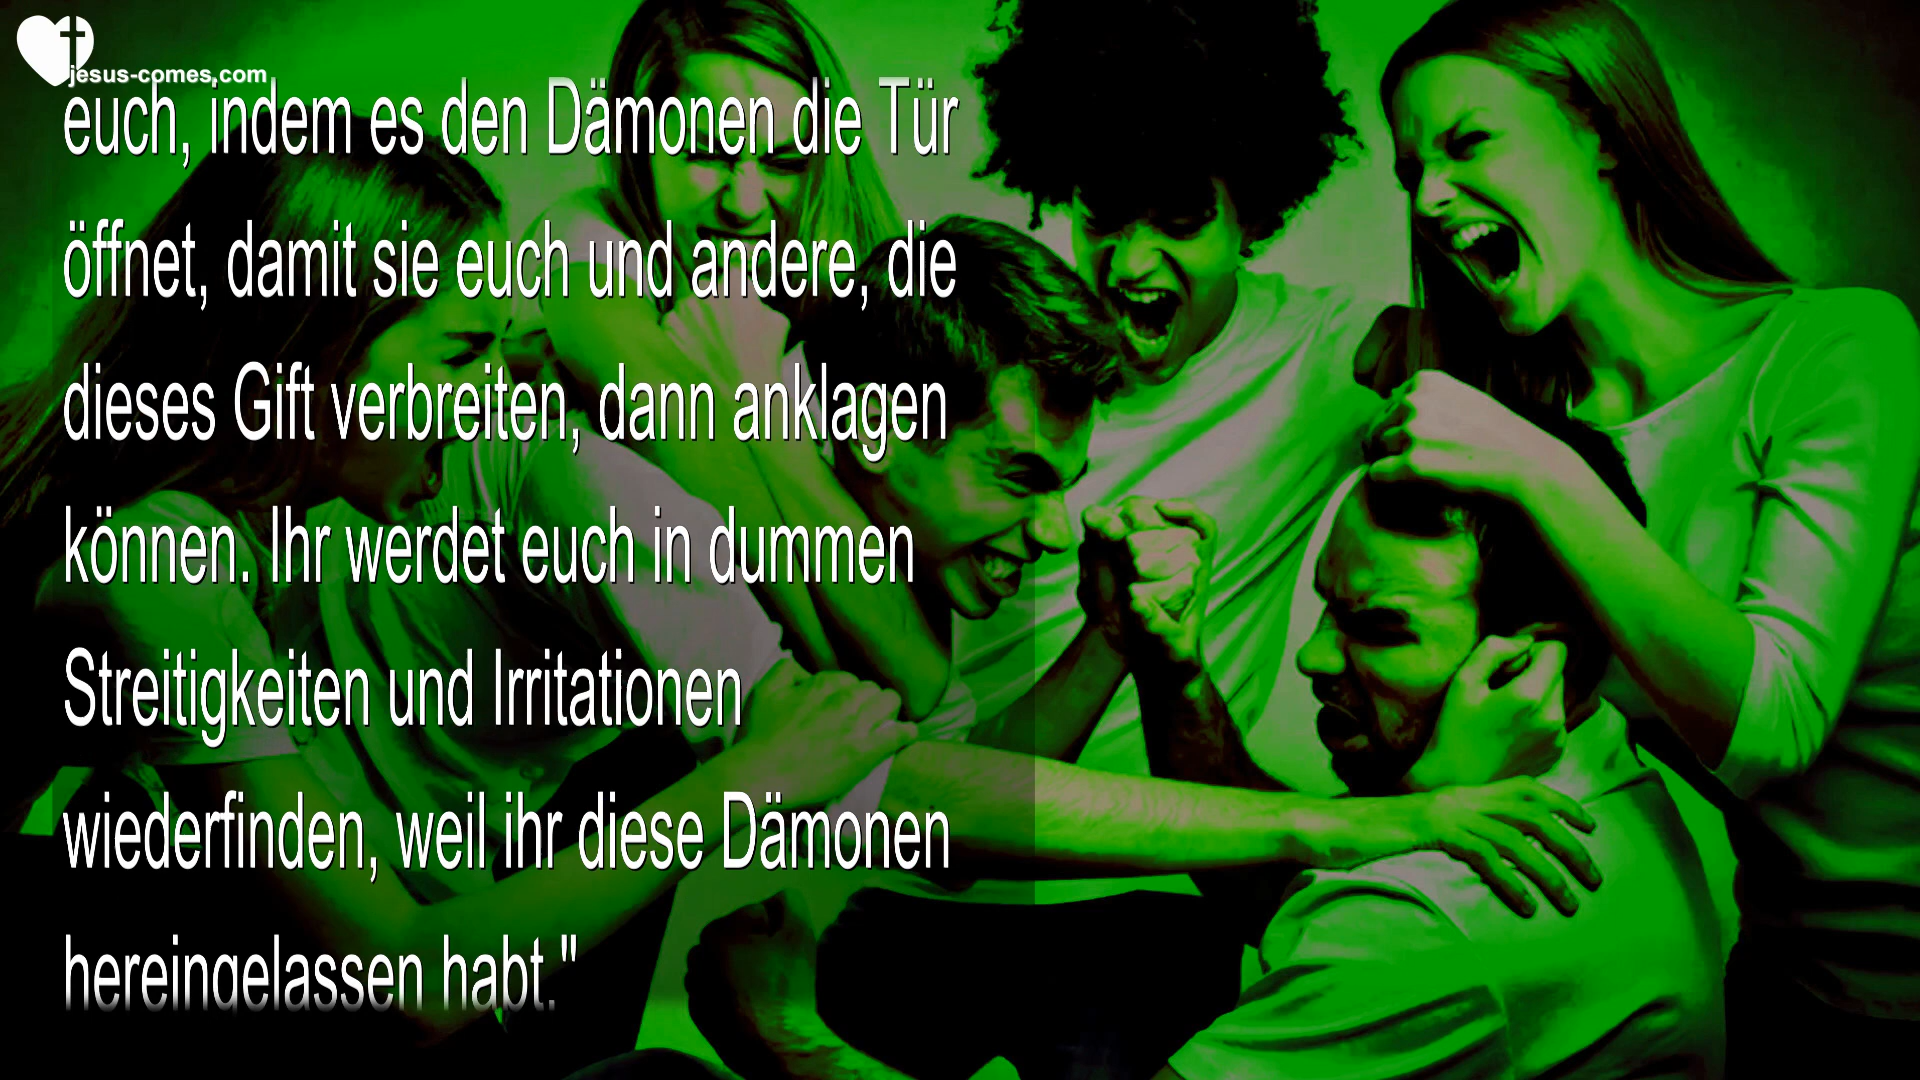 jesus-comes.com
euch, indem es den Dämonen die Tür
öffnet, damit sie euch und andere, die
dieses Gift verbreiten, dann anklagen
können. Ihr werdet euch in dummen
Streitigkeiten und Irritationen
wiederfinden, weil ihr diese Dämonen
hereingelassen habt."